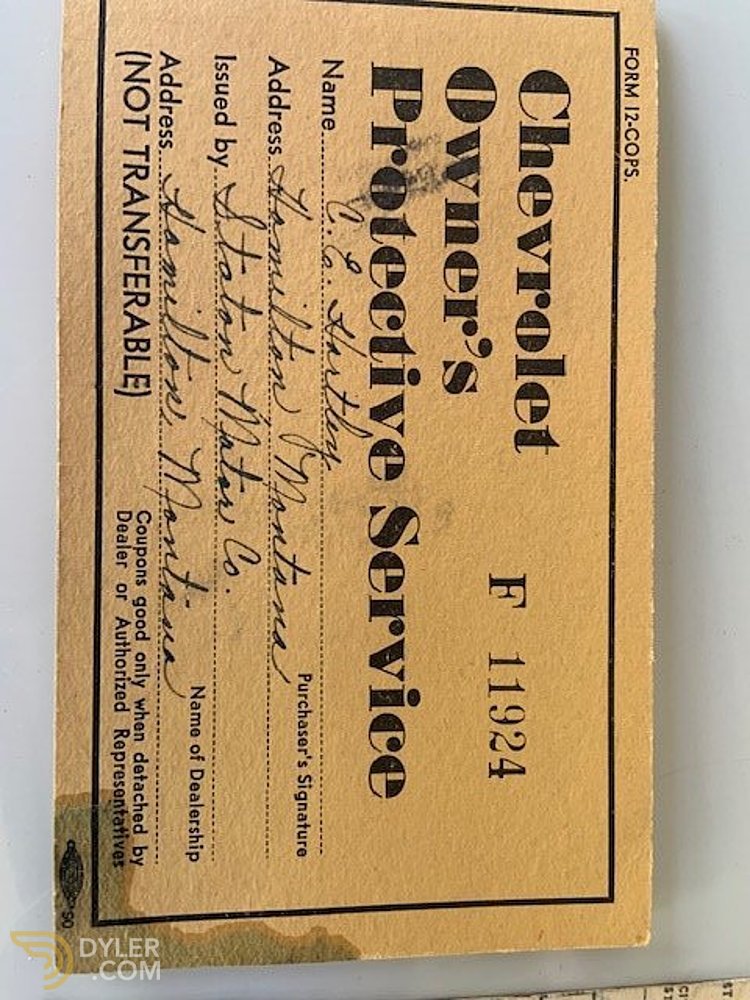 FORM 12-COPS.
Chevrolet
Owner's F 11924
Protective Service
Name C. E. Hartley
Purchaser's Signature
Address Hamilton Montana
Issued by Staton Motor Co.
Name of Dealership
Address Hamilton, Montana
(NOT TRANSFERABLE)
Coupons good only when detached by
Dealer or Authorized Representatives
DYLER
.COM